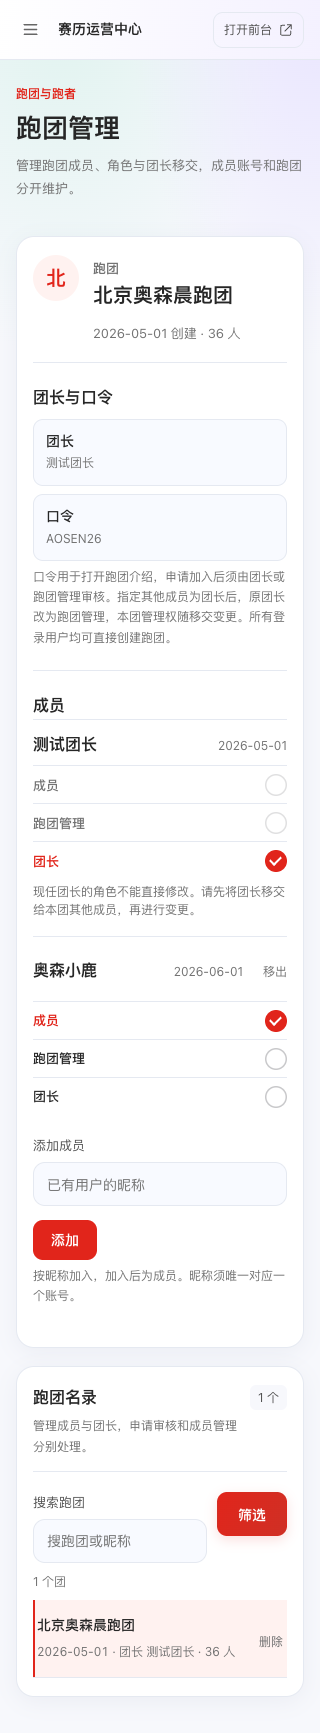 赛历运营中心
打开前台
跑团与跑者
跑团管理
管理跑团成员、角色与团长移交，成员账号和跑团
分开维护。
北
跑团
北京奥森晨跑团
2026-05-01 创建 · 36 人
团长与口令
团长
测试团长
口令
AOSEN26
口令用于打开跑团介绍，申请加入后须由团长或
跑团管理审核。指定其他成员为团长后，原团长
改为跑团管理，本团管理权随移交变更。所有登
录用户均可直接创建跑团。
成员
测试团长 2026-05-01
成员
跑团管理
团长
现任团长的角色不能直接修改。请先将团长移交
给本团其他成员，再进行变更。
奥森小鹿 2026-06-01 移出
成员
跑团管理
团长
添加成员
已有用户的昵称
添加
按昵称加入，加入后为成员。昵称须唯一对应一
个账号。
跑团名录 1 个
管理成员与团长，申请审核和成员管理
分别处理。
搜索跑团
搜跑团或昵称
筛选
1 个团
北京奥森晨跑团
2026-05-01 · 团长 测试团长 · 36 人
删除